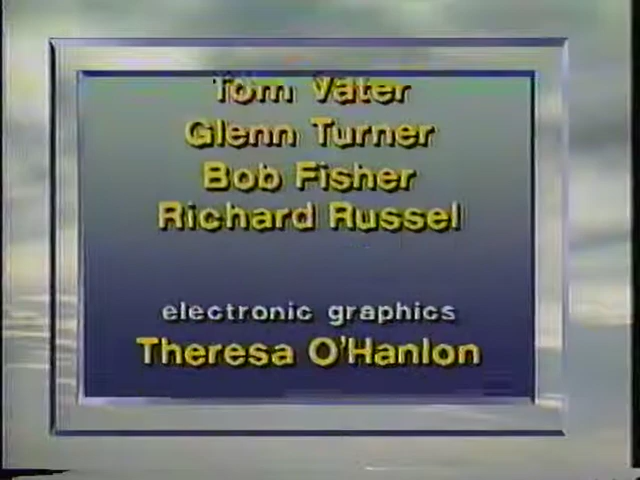 Tom Vater
Glenn Turner
Bob Fisher
Richard Russel
electronic graphics
Theresa O'Hanlon